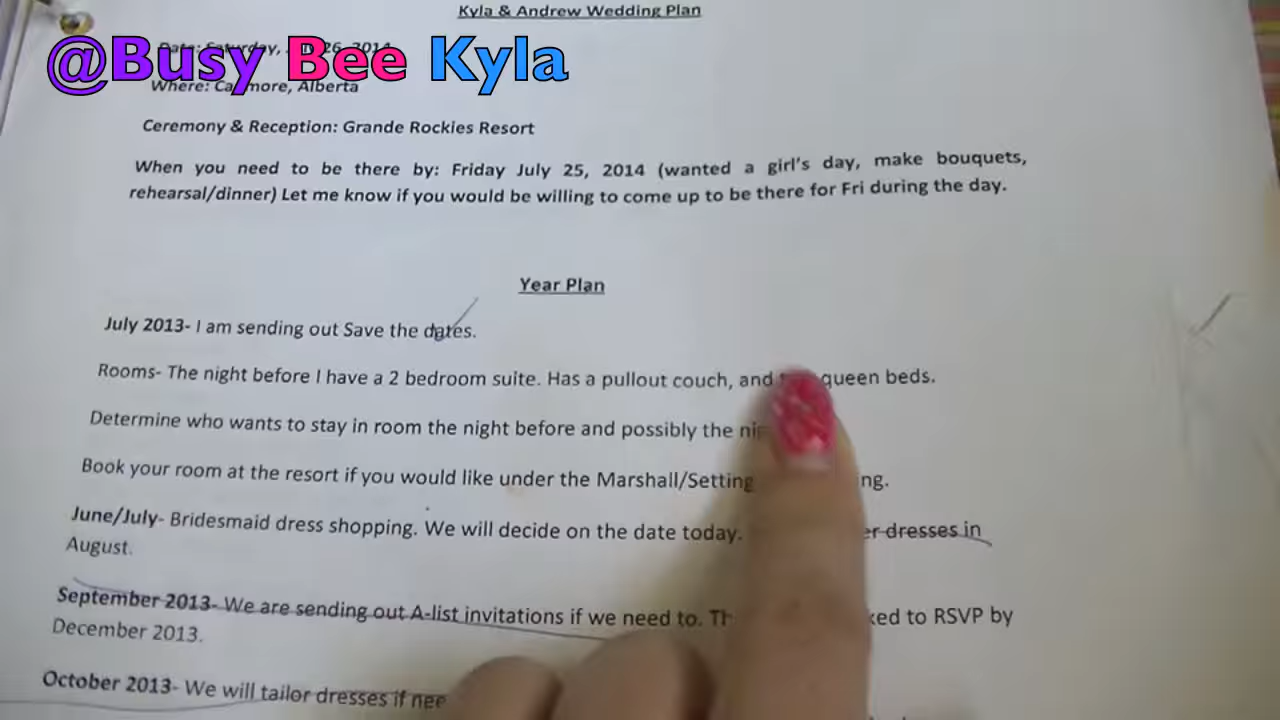 Kyla & Andrew Wedding Plan
@Busy Bee Kyla
Date: Saturday, 26, 2014
Where: Canmore, Alberta
Ceremony & Reception: Grande Rockies Resort
When you need to be there by: Friday July 25, 2014 (wanted a girl's day, make bouquets,
rehearsal/dinner) Let me know if you would be willing to come up to be there for Fri during the day.
Year Plan
July 2013- I am sending out Save the dates.
Rooms- The night before I have a 2 bedroom suite. Has a pullout couch, and queen beds.
Determine who wants to stay in room the night before and possibly the
Book your room at the resort if you would like under the Marshall/Setting
June/July- Bridesmaid dress shopping. We will decide on the date today. dresses in
August.
September 2013- We are sending out A-list invitations if we need to. to RSVP by
December 2013.
October 2013- We will tailor dresses if